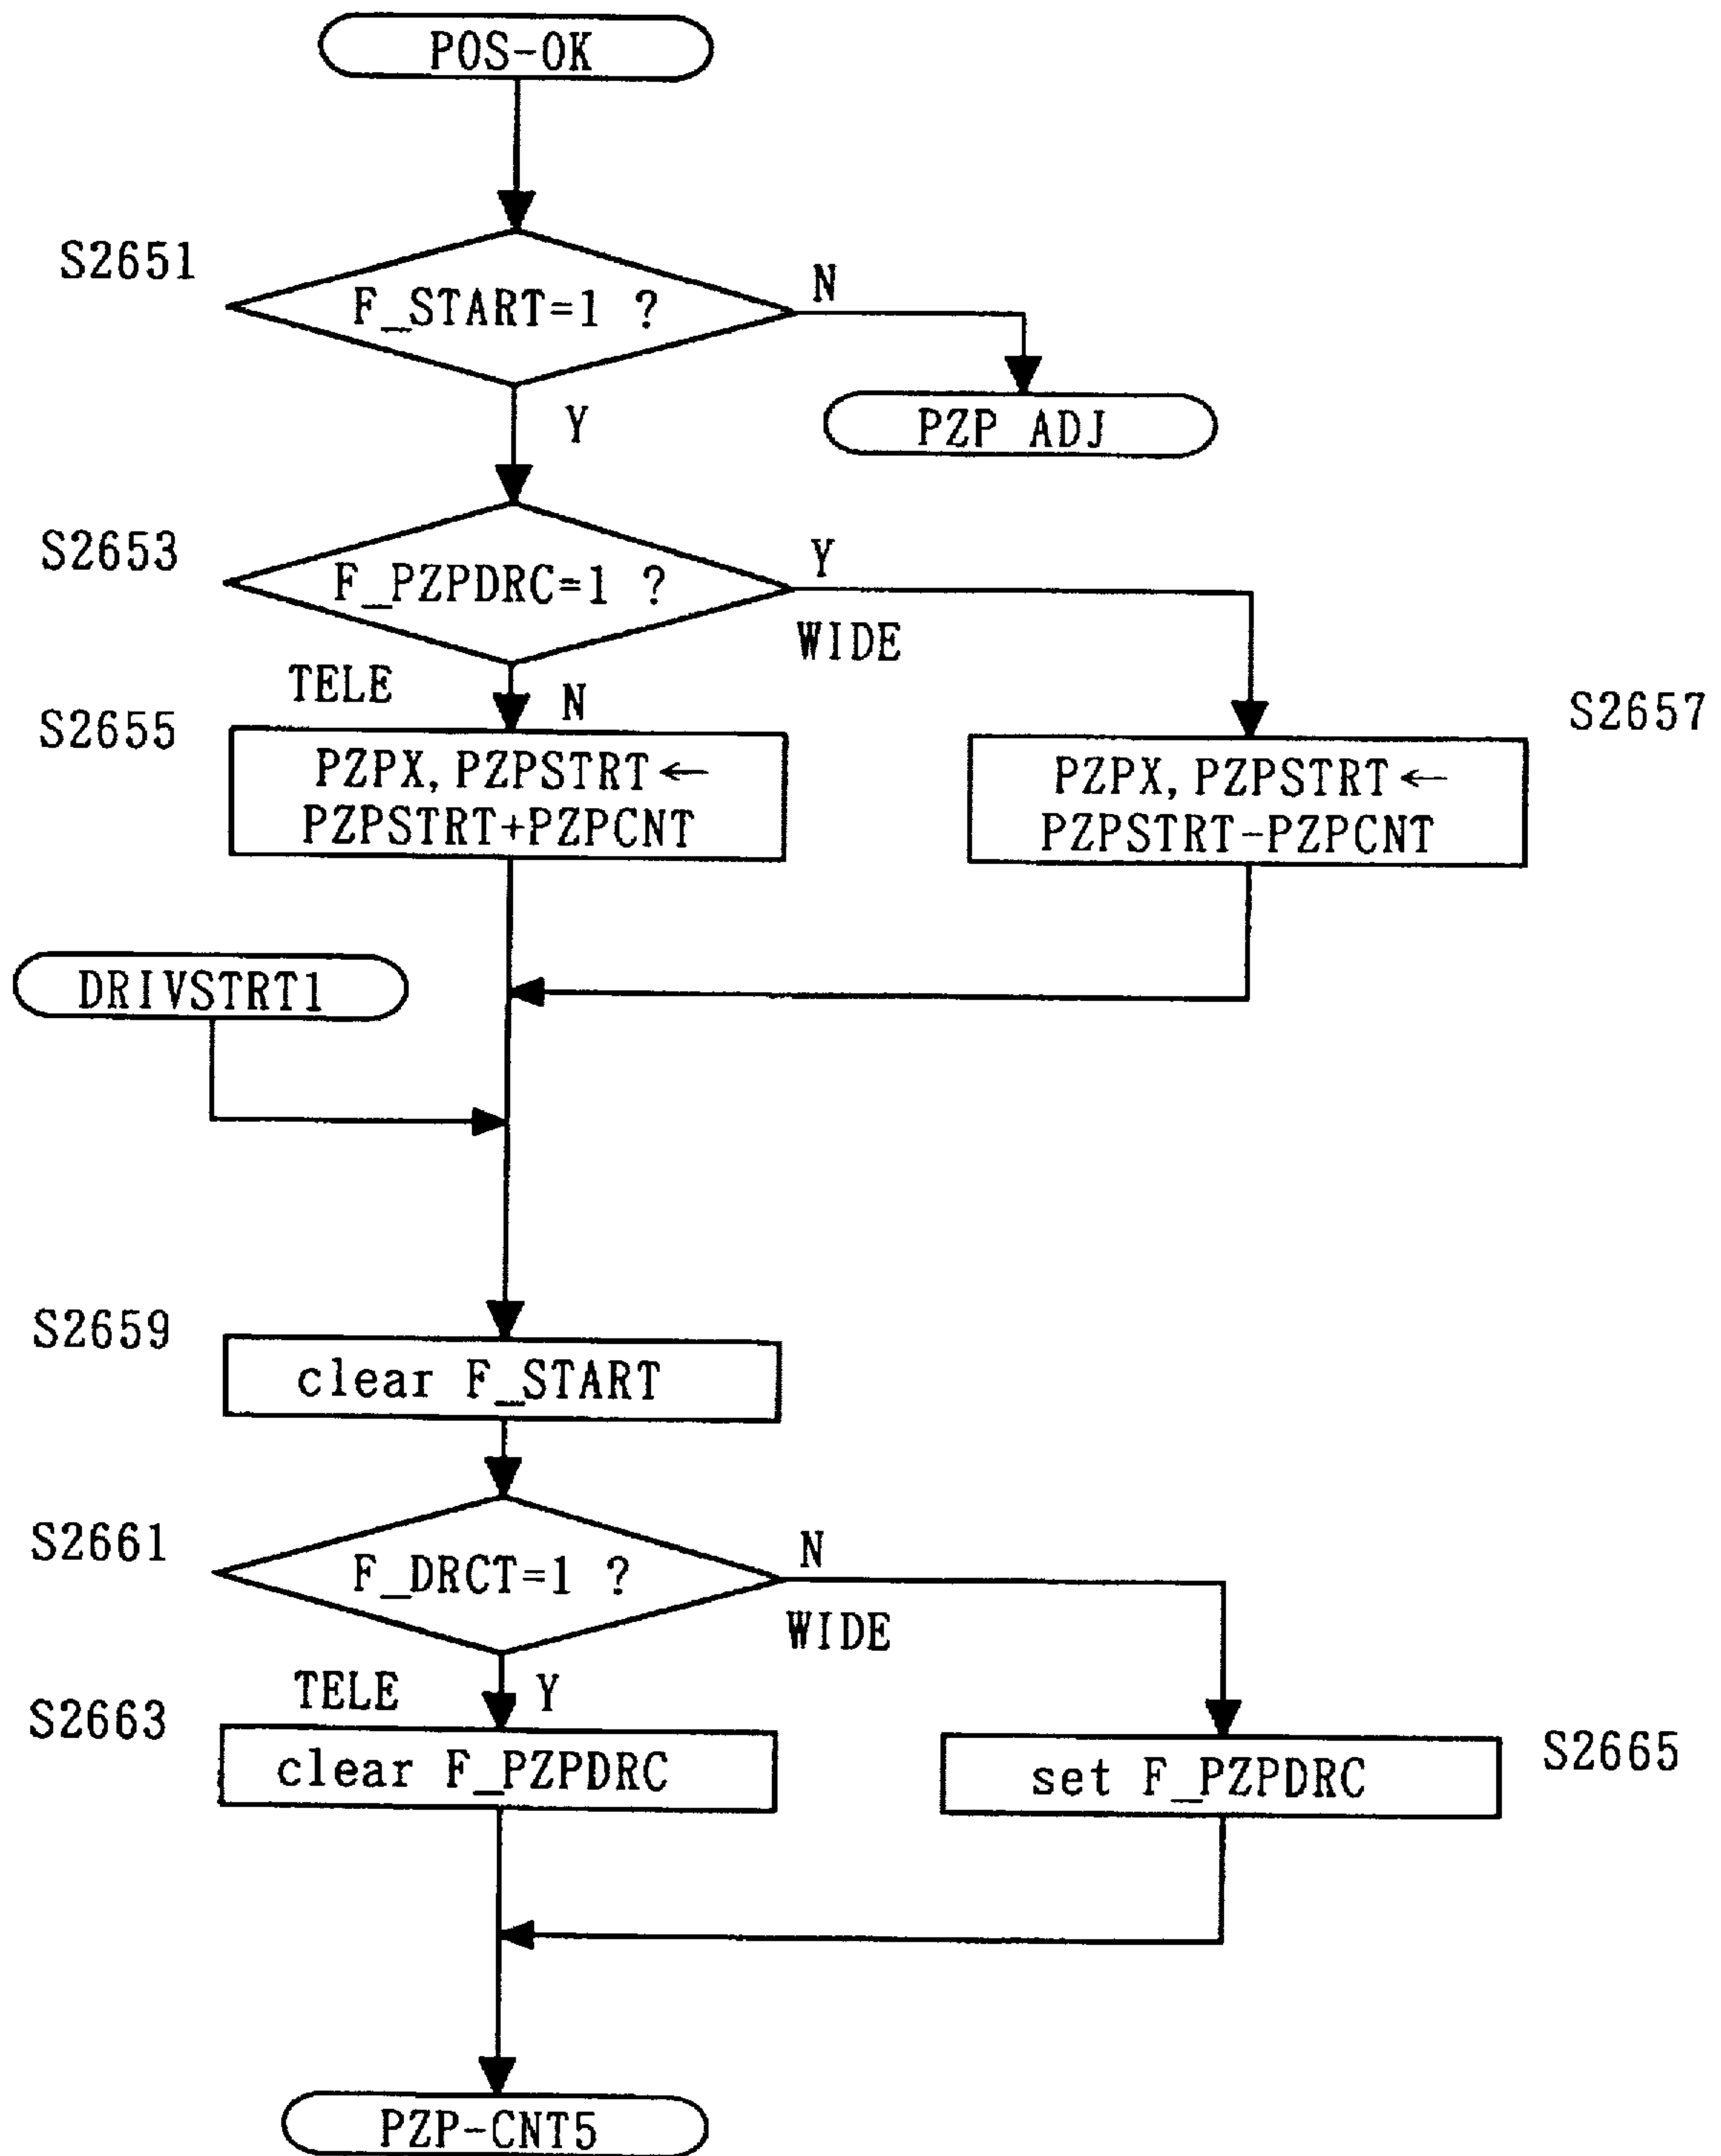 POS-OK
S2651
F_START=1 ?
N
Y
PZP ADJ
S2653
F_PZPDRC=1 ?
Y
WIDE
TELE
N
S2655
PZPX, PZPSTRT←
PZPSTRT+PZPCNT
S2657
PZPX, PZPSTRT←
PZPSTRT-PZPCNT
DRIVSTRT1
S2659
clear F_START
S2661
F_DRCT=1 ?
N
WIDE
TELE
Y
S2663
clear F_PZPDRC
set F_PZPDRC
S2665
PZP-CNT5